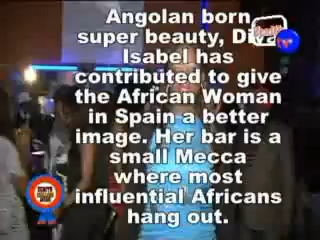 Angolan born
super beauty,
Isabel has
contributed to give
the African Woman
in Spain a better
image. Her bar is a
small Mecca
where most
influential Africans
hang out.